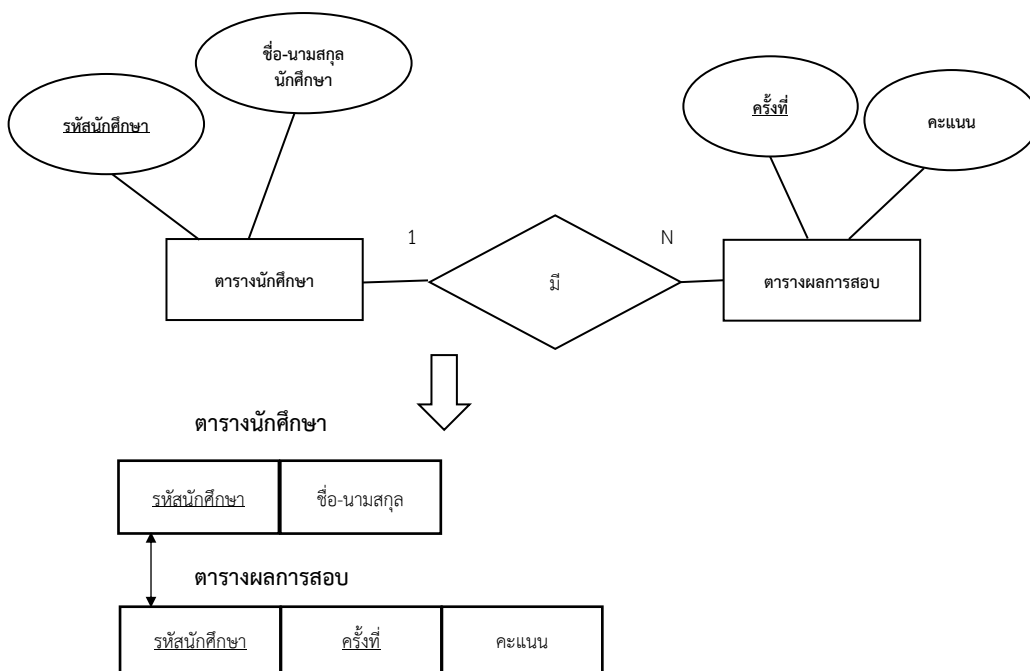 ชื่อ-นามสกุล
นักศึกษา
รหัสนักศึกษา
ครั้งที่
คะแนน
1
N
ตารางนักศึกษา
มี
ตารางผลการสอบ
ตารางนักศึกษา
รหัสนักศึกษา ชื่อ-นามสกุล
ตารางผลการสอบ
รหัสนักศึกษา ครั้งที่ คะแนน